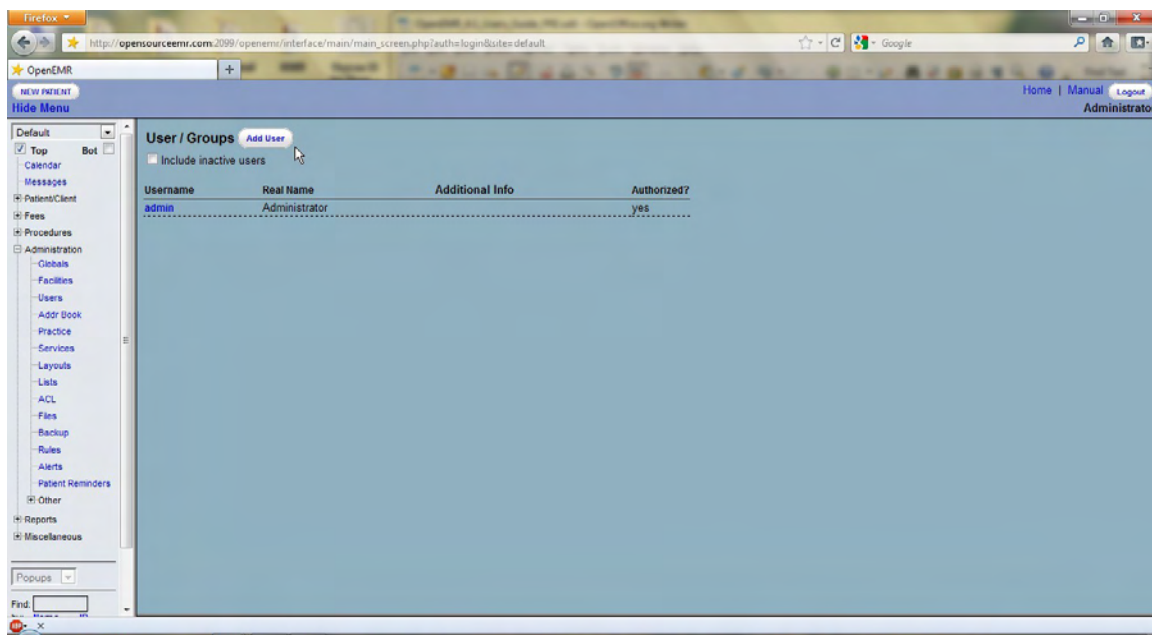 Firefox
http://opensourceemr.com:2099/openemr/interface/main/main_screen.php?auth=login&site=default
Google
OpenEMR
NEW PATIENT
Home | Manual Logout
Hide Menu
Administrato
Default
Top Bot
Calendar
Messages
Patient/Client
Fees
Procedures
Administration
Globals
Facilities
Users
Addr Book
Practice
Services
Layouts
Lists
ACL
Files
Backup
Rules
Alerts
Patient Reminders
Other
Reports
Miscellaneous
Popups
Find:
User / Groups Add User
Include inactive users
Username Real Name Additional Info Authorized?
admin Administrator yes